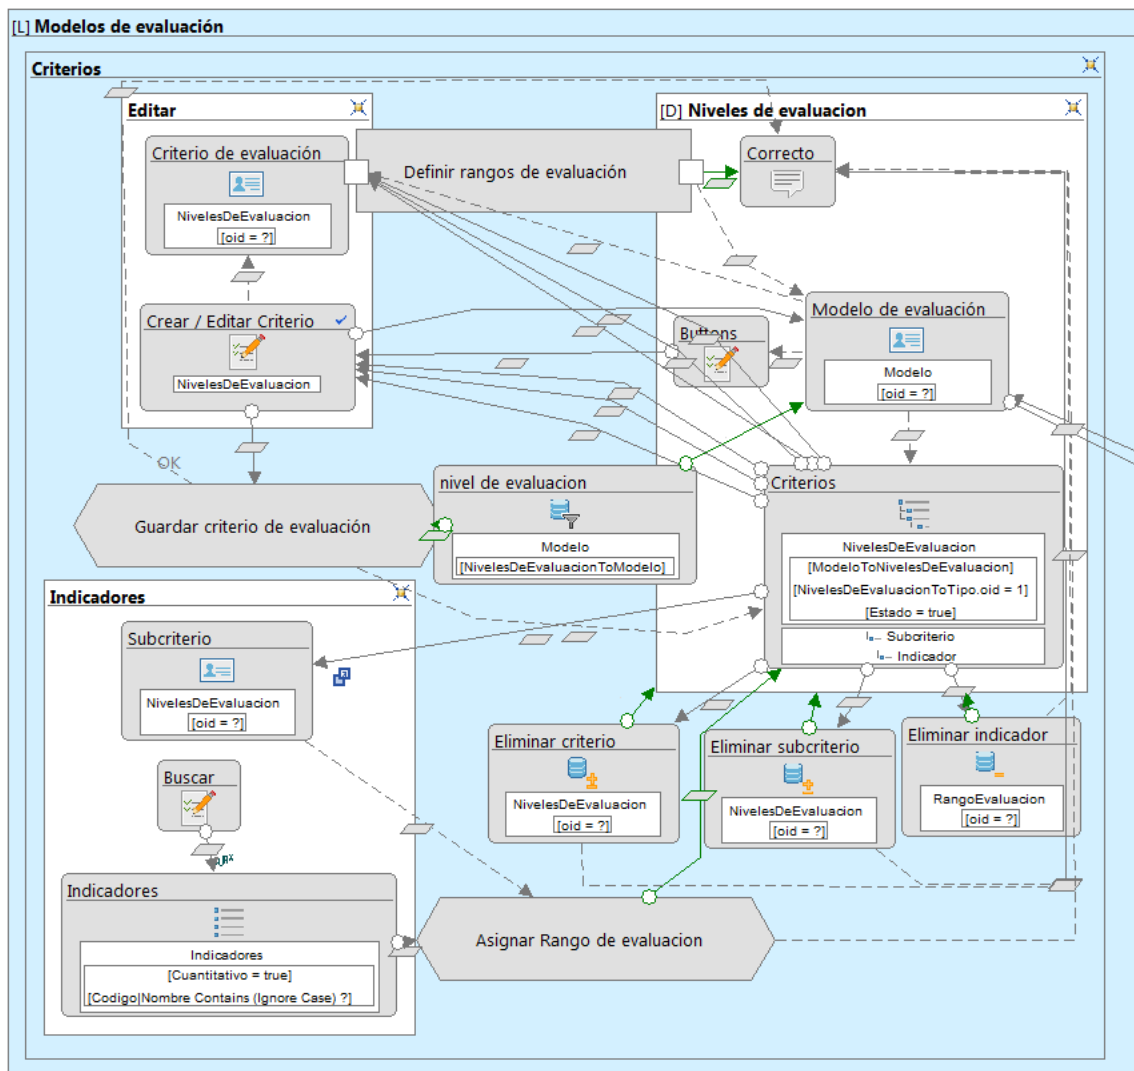 [L] Modelos de evaluación
Criterios
Editar
[D] Niveles de evaluacion
Criterio de evaluación
NivelesDeEvaluacion
[oid = ?]
Definir rangos de evaluación
Correcto
Crear / Editar Criterio
NivelesDeEvaluacion
Buttons
Modelo de evaluación
Modelo
[oid = ?]
OK
Guardar criterio de evaluación
nivel de evaluacion
Modelo
[NivelesDeEvaluacionToModelo]
Criterios
NivelesDeEvaluacion
[ModeloToNivelesDeEvaluacion]
[NivelesDeEvaluacionToTipo.oid = 1]
[Estado = true]
Subcriterio
Indicador
Indicadores
Subcriterio
NivelesDeEvaluacion
[oid = ?]
Buscar
Eliminar criterio
NivelesDeEvaluacion
[oid = ?]
Eliminar subcriterio
NivelesDeEvaluacion
[oid = ?]
Eliminar indicador
RangoEvaluacion
[oid = ?]
Indicadores
Indicadores
[Cuantitativo = true]
[Codigo|Nombre Contains (Ignore Case) ?]
Asignar Rango de evaluacion